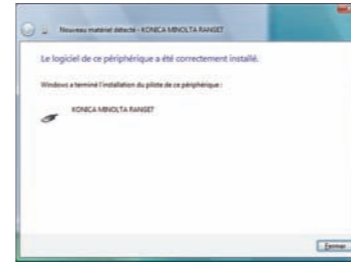 Nouveau matériel détecté - KONICA MINOLTA RANGE7
Le logiciel de ce périphérique a été correctement installé.
Windows a terminé l'installation du pilote de ce périphérique :
KONICA MINOLTA RANGE7
Fermer